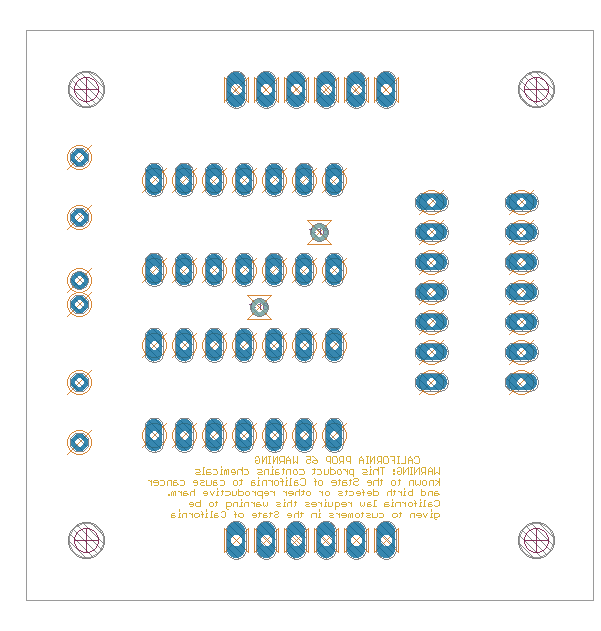 CALIFORNIA PROP 65 WARNING
WARNING: This product contains chemicals
known to the State of California to cause cancer
and birth defects or other reproductive harm.
California law requires this warning to be
given to customers in the State of California